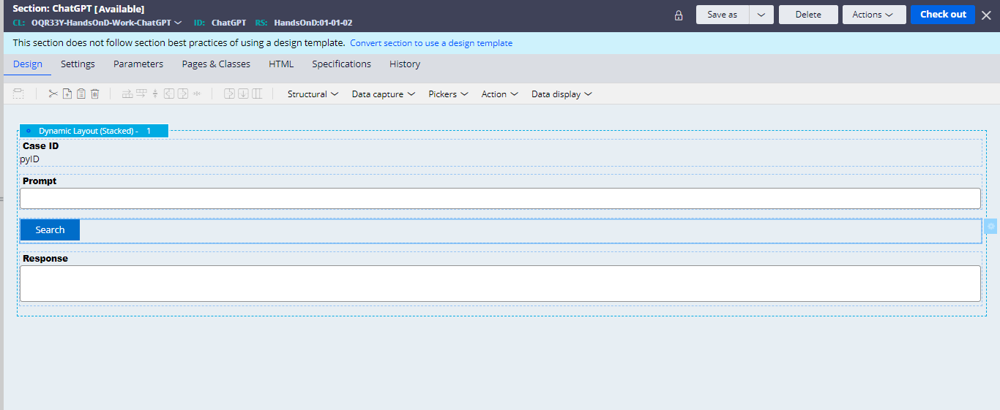 Section: ChatGPT [Available]
CL: OQR33Y-HandsOnD-Work-ChatGPT ID: ChatGPT RS: HandsOnD:01-01-02
Save as Delete Actions Check out
This section does not follow section best practices of using a design template. Convert section to use a design template
Design Settings Parameters Pages & Classes HTML Specifications History
Structural Data capture Pickers Action Data display
Dynamic Layout (Stacked) - 1
Case ID
pyID
Prompt
Search
Response